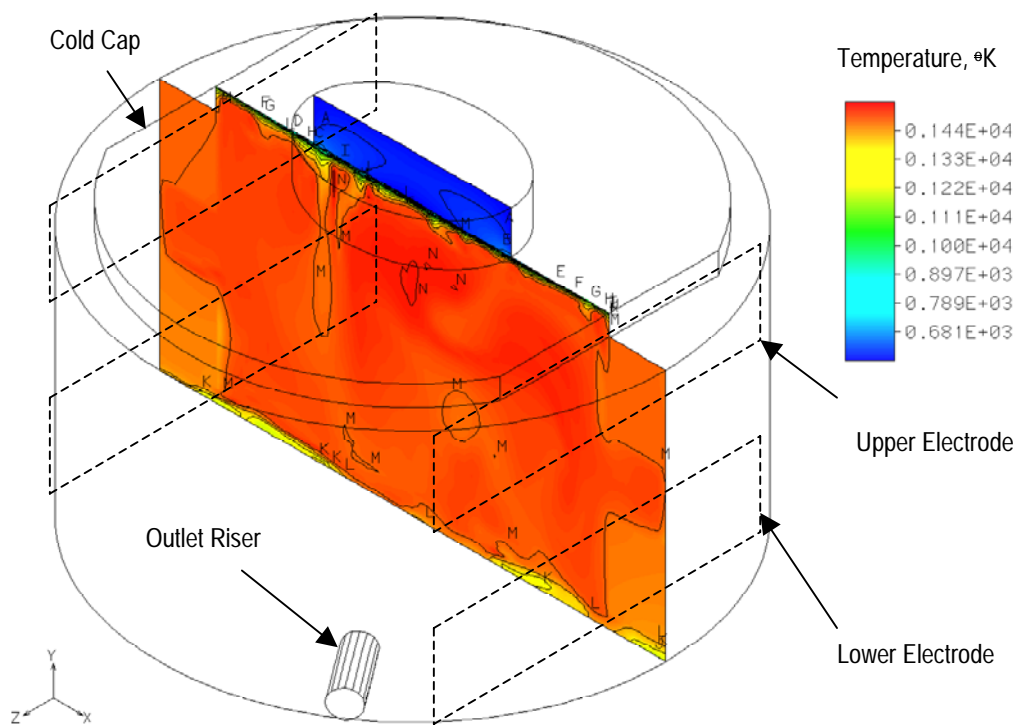 Cold Cap
Temperature, °K
0.144E+04
0.133E+04
0.122E+04
0.111E+04
0.100E+04
0.897E+03
0.789E+03
0.681E+03
F G
D A
H
I
N
M
M
B
M
M
N
N
N
E F G H
M
K M
M
M
K K L M
M
L
M
K
L
L
Upper Electrode
Outlet Riser
Lower Electrode
Y
Z X